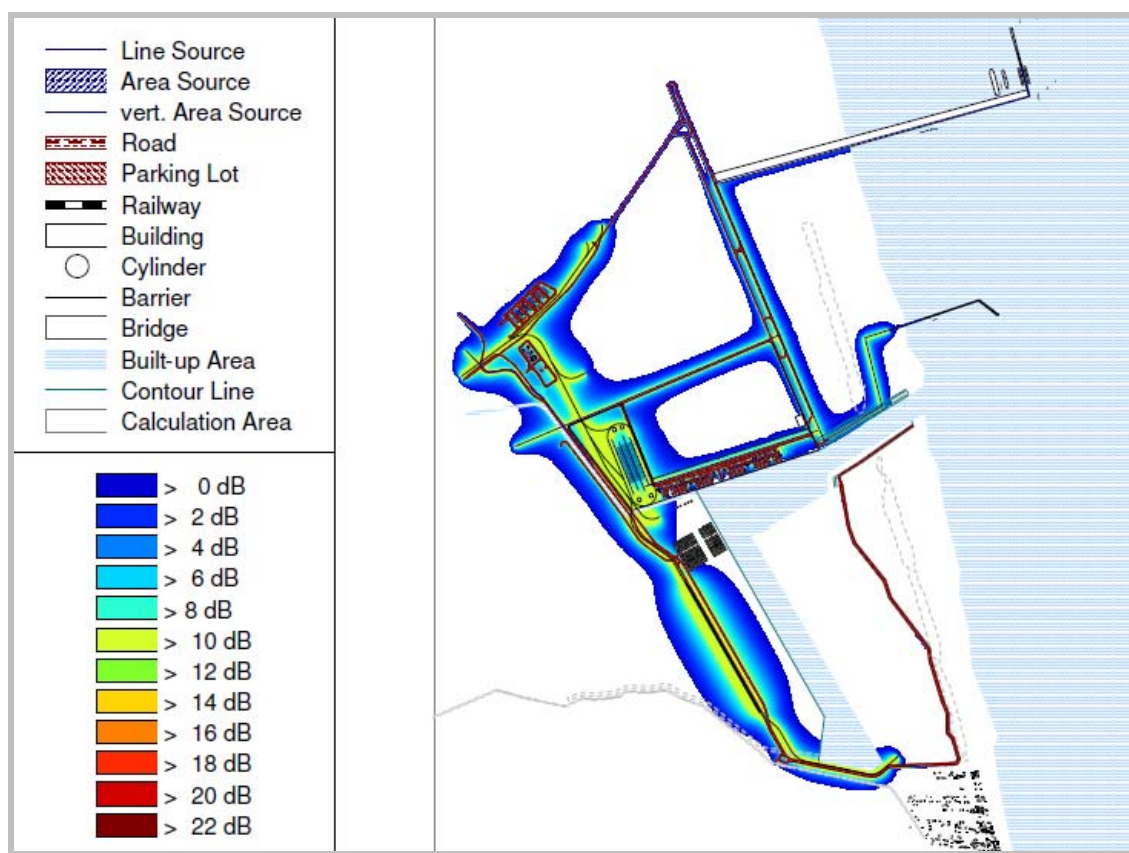 Line Source
Area Source
vert. Area Source
Road
Parking Lot
Railway
Building
Cylinder
Barrier
Bridge
Built-up Area
Contour Line
Calculation Area
> 0 dB
> 2 dB
> 4 dB
> 6 dB
> 8 dB
> 10 dB
> 12 dB
> 14 dB
> 16 dB
> 18 dB
> 20 dB
> 22 dB